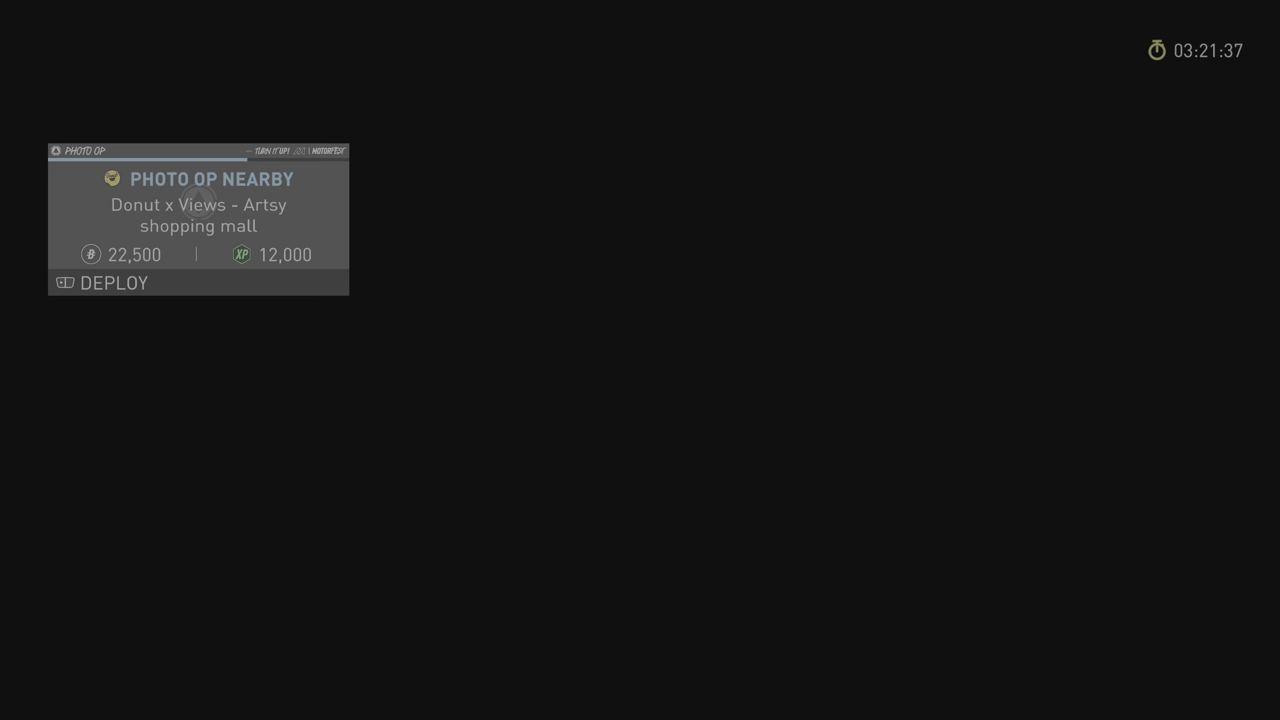 03:21:37
PHOTO OP
TURN IT UP! | MOTORFEST
PHOTO OP NEARBY
Donut x Views - Artsy
shopping mall
22,500 | XP 12,000
DEPLOY